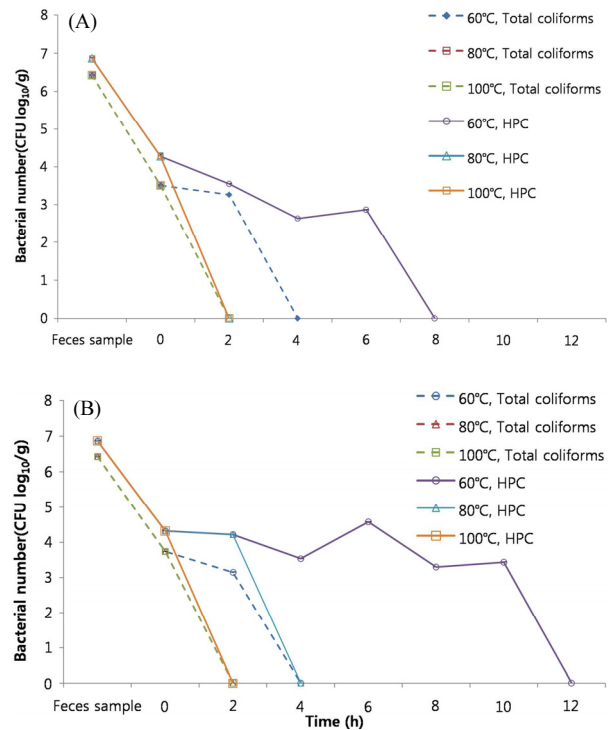 (A)
Bacterial number(CFU log₁₀/g)
8
7
6
5
4
3
2
1
0
Feces sample 0 2 4 6 8 10 12
60℃, Total coliforms
80℃, Total coliforms
100℃, Total coliforms
60℃, HPC
80℃, HPC
100℃, HPC
(B)
Bacterial number(CFU log₁₀/g)
8
7
6
5
4
3
2
1
0
Feces sample 0 2 4 6 8 10 12
Time (h)
60℃, Total coliforms
80℃, Total coliforms
100℃, Total coliforms
60℃, HPC
80℃, HPC
100℃, HPC